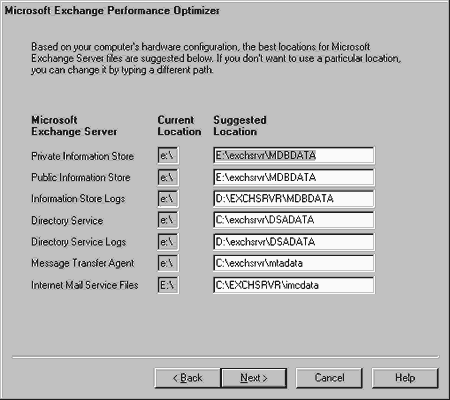 Microsoft Exchange Performance Optimizer
Based on your computer's hardware configuration, the best locations for Microsoft
Exchange Server files are suggested below. If you don't want to use a particular location,
you can change it by typing a different path.
Microsoft Exchange Server Current Location Suggested Location
Private Information Store e:\ E:\exchsrvr\MDBDATA
Public Information Store e:\ E:\exchsrvr\MDBDATA
Information Store Logs e:\ D:\EXCHSRVR\MDBDATA
Directory Service e:\ C:\exchsrvr\DSADATA
Directory Service Logs e:\ D:\exchsrvr\DSADATA
Message Transfer Agent e:\ C:\exchsrvr\mtadata
Internet Mail Service Files E:\ C:\EXCHSRVR\imcdata
< Back Next > Cancel Help